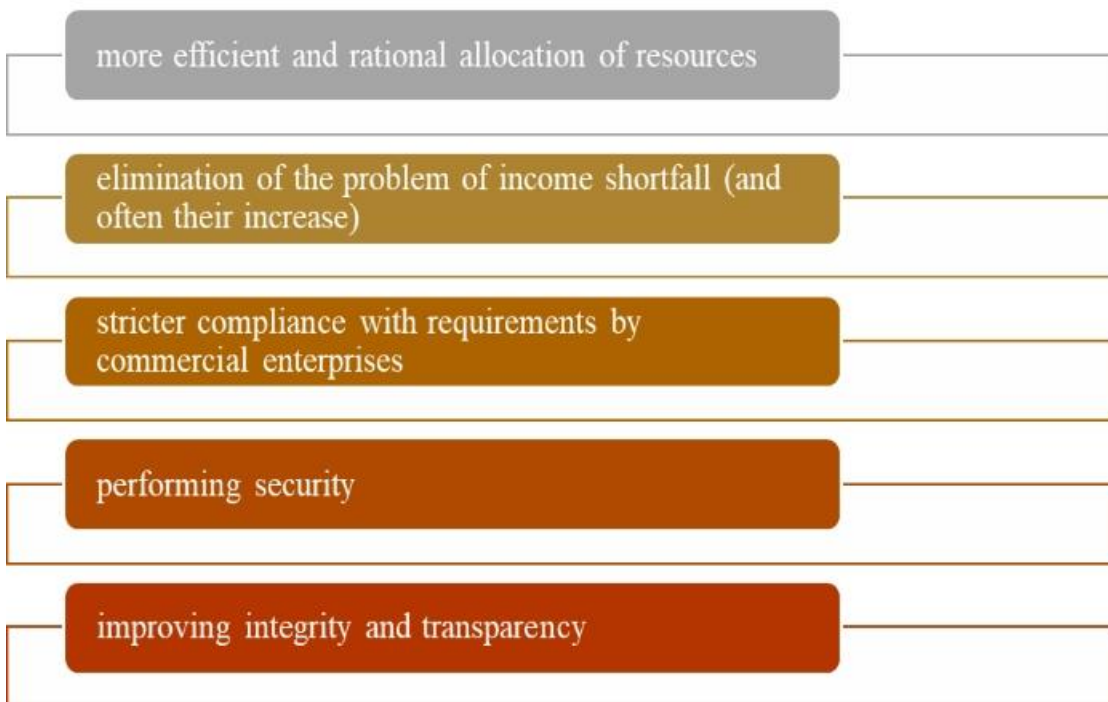 more efficient and rational allocation of resources
elimination of the problem of income shortfall (and
often their increase)
stricter compliance with requirements by
commercial enterprises
performing security
improving integrity and transparency